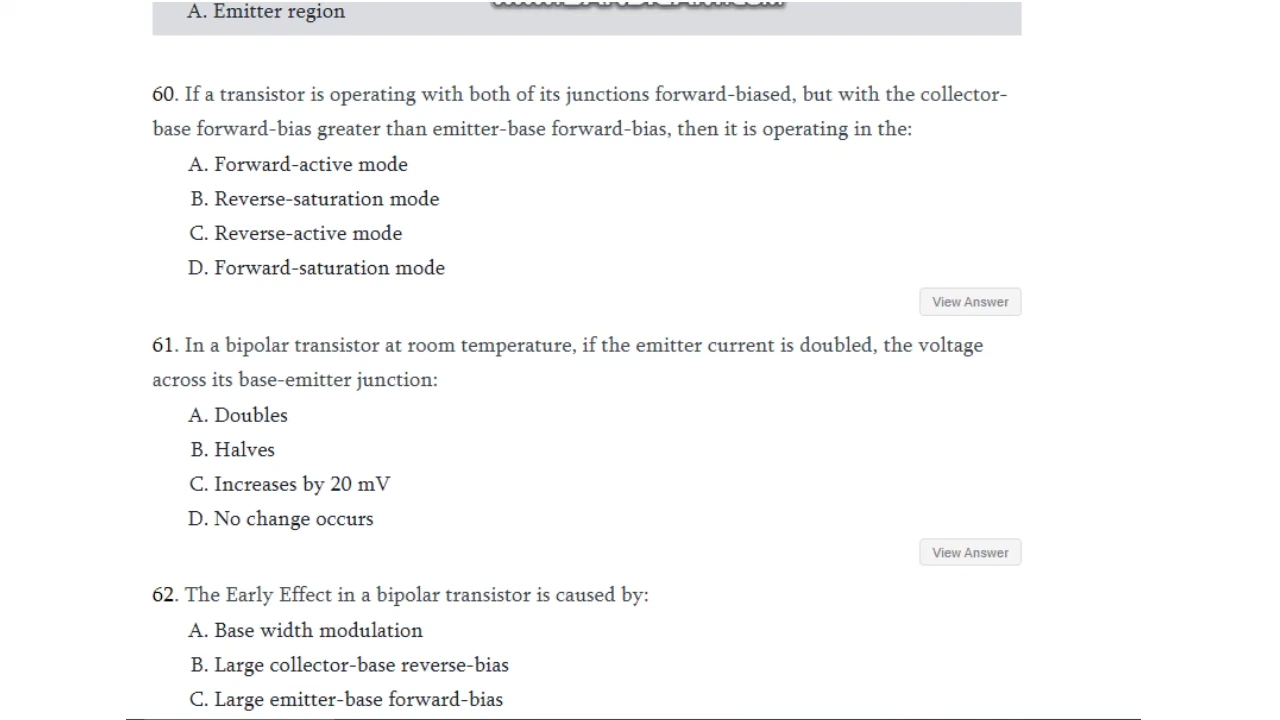 A. Emitter region
60. If a transistor is operating with both of its junctions forward-biased, but with the collector-
base forward-bias greater than emitter-base forward-bias, then it is operating in the:
A. Forward-active mode
B. Reverse-saturation mode
C. Reverse-active mode
D. Forward-saturation mode
View Answer
61. In a bipolar transistor at room temperature, if the emitter current is doubled, the voltage
across its base-emitter junction:
A. Doubles
B. Halves
C. Increases by 20 mV
D. No change occurs
View Answer
62. The Early Effect in a bipolar transistor is caused by:
A. Base width modulation
B. Large collector-base reverse-bias
C. Large emitter-base forward-bias